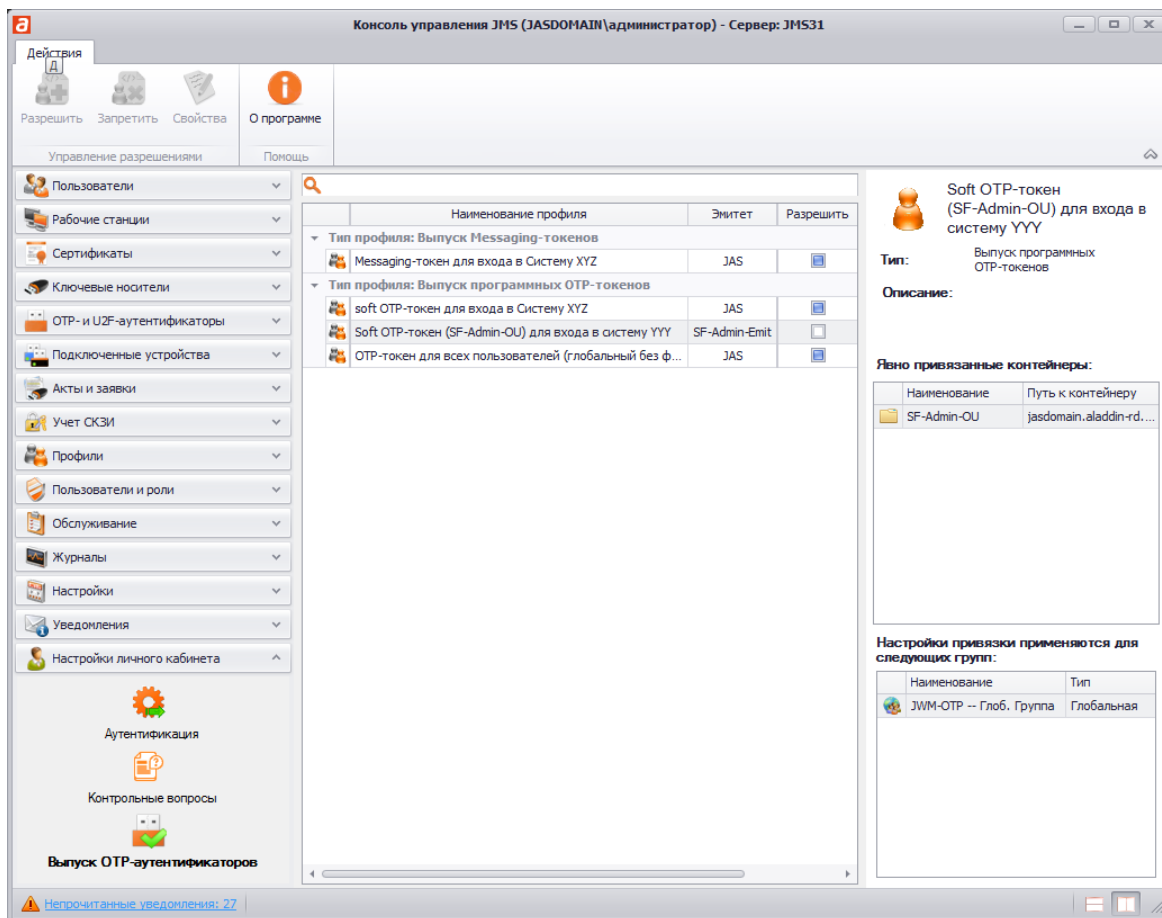 a
Консоль управления JMS (JASDOMAIN\администратор) - Сервер: JMS31
Действия
Д
Разрешить Запретить Свойства О программе
Управление разрешениями Помощь
Пользователи
Рабочие станции
Сертификаты
Ключевые носители
OTP- и U2F-аутентификаторы
Подключенные устройства
Акты и заявки
Учет СКЗИ
Профили
Пользователи и роли
Обслуживание
Журналы
Настройки
Уведомления
Настройки личного кабинета
Аутентификация
Контрольные вопросы
Выпуск OTP-аутентификаторов
Наименование профиля Эмитет Разрешить
Тип профиля: Выпуск Messaging-токенов
Messaging-токен для входа в Систему XYZ JAS
Тип профиля: Выпуск программных OTP-токенов
soft OTP-токен для входа в Систему XYZ JAS
Soft OTP-токен (SF-Admin-OU) для входа в систему YYY SF-Admin-Emit
OTP-токен для всех пользователей (глобальный без ф... JAS
Soft OTP-токен
(SF-Admin-OU) для входа в
систему YYY
Тип: Выпуск программных
OTP-токенов
Описание:
Явно привязанные контейнеры:
Наименование Путь к контейнеру
SF-Admin-OU jasdomain.aladdin-rd....
Настройки привязки применяются для
следующих групп:
Наименование Тип
JWM-OTP -- Глоб. Группа Глобальная
Непрочитанные уведомления: 27